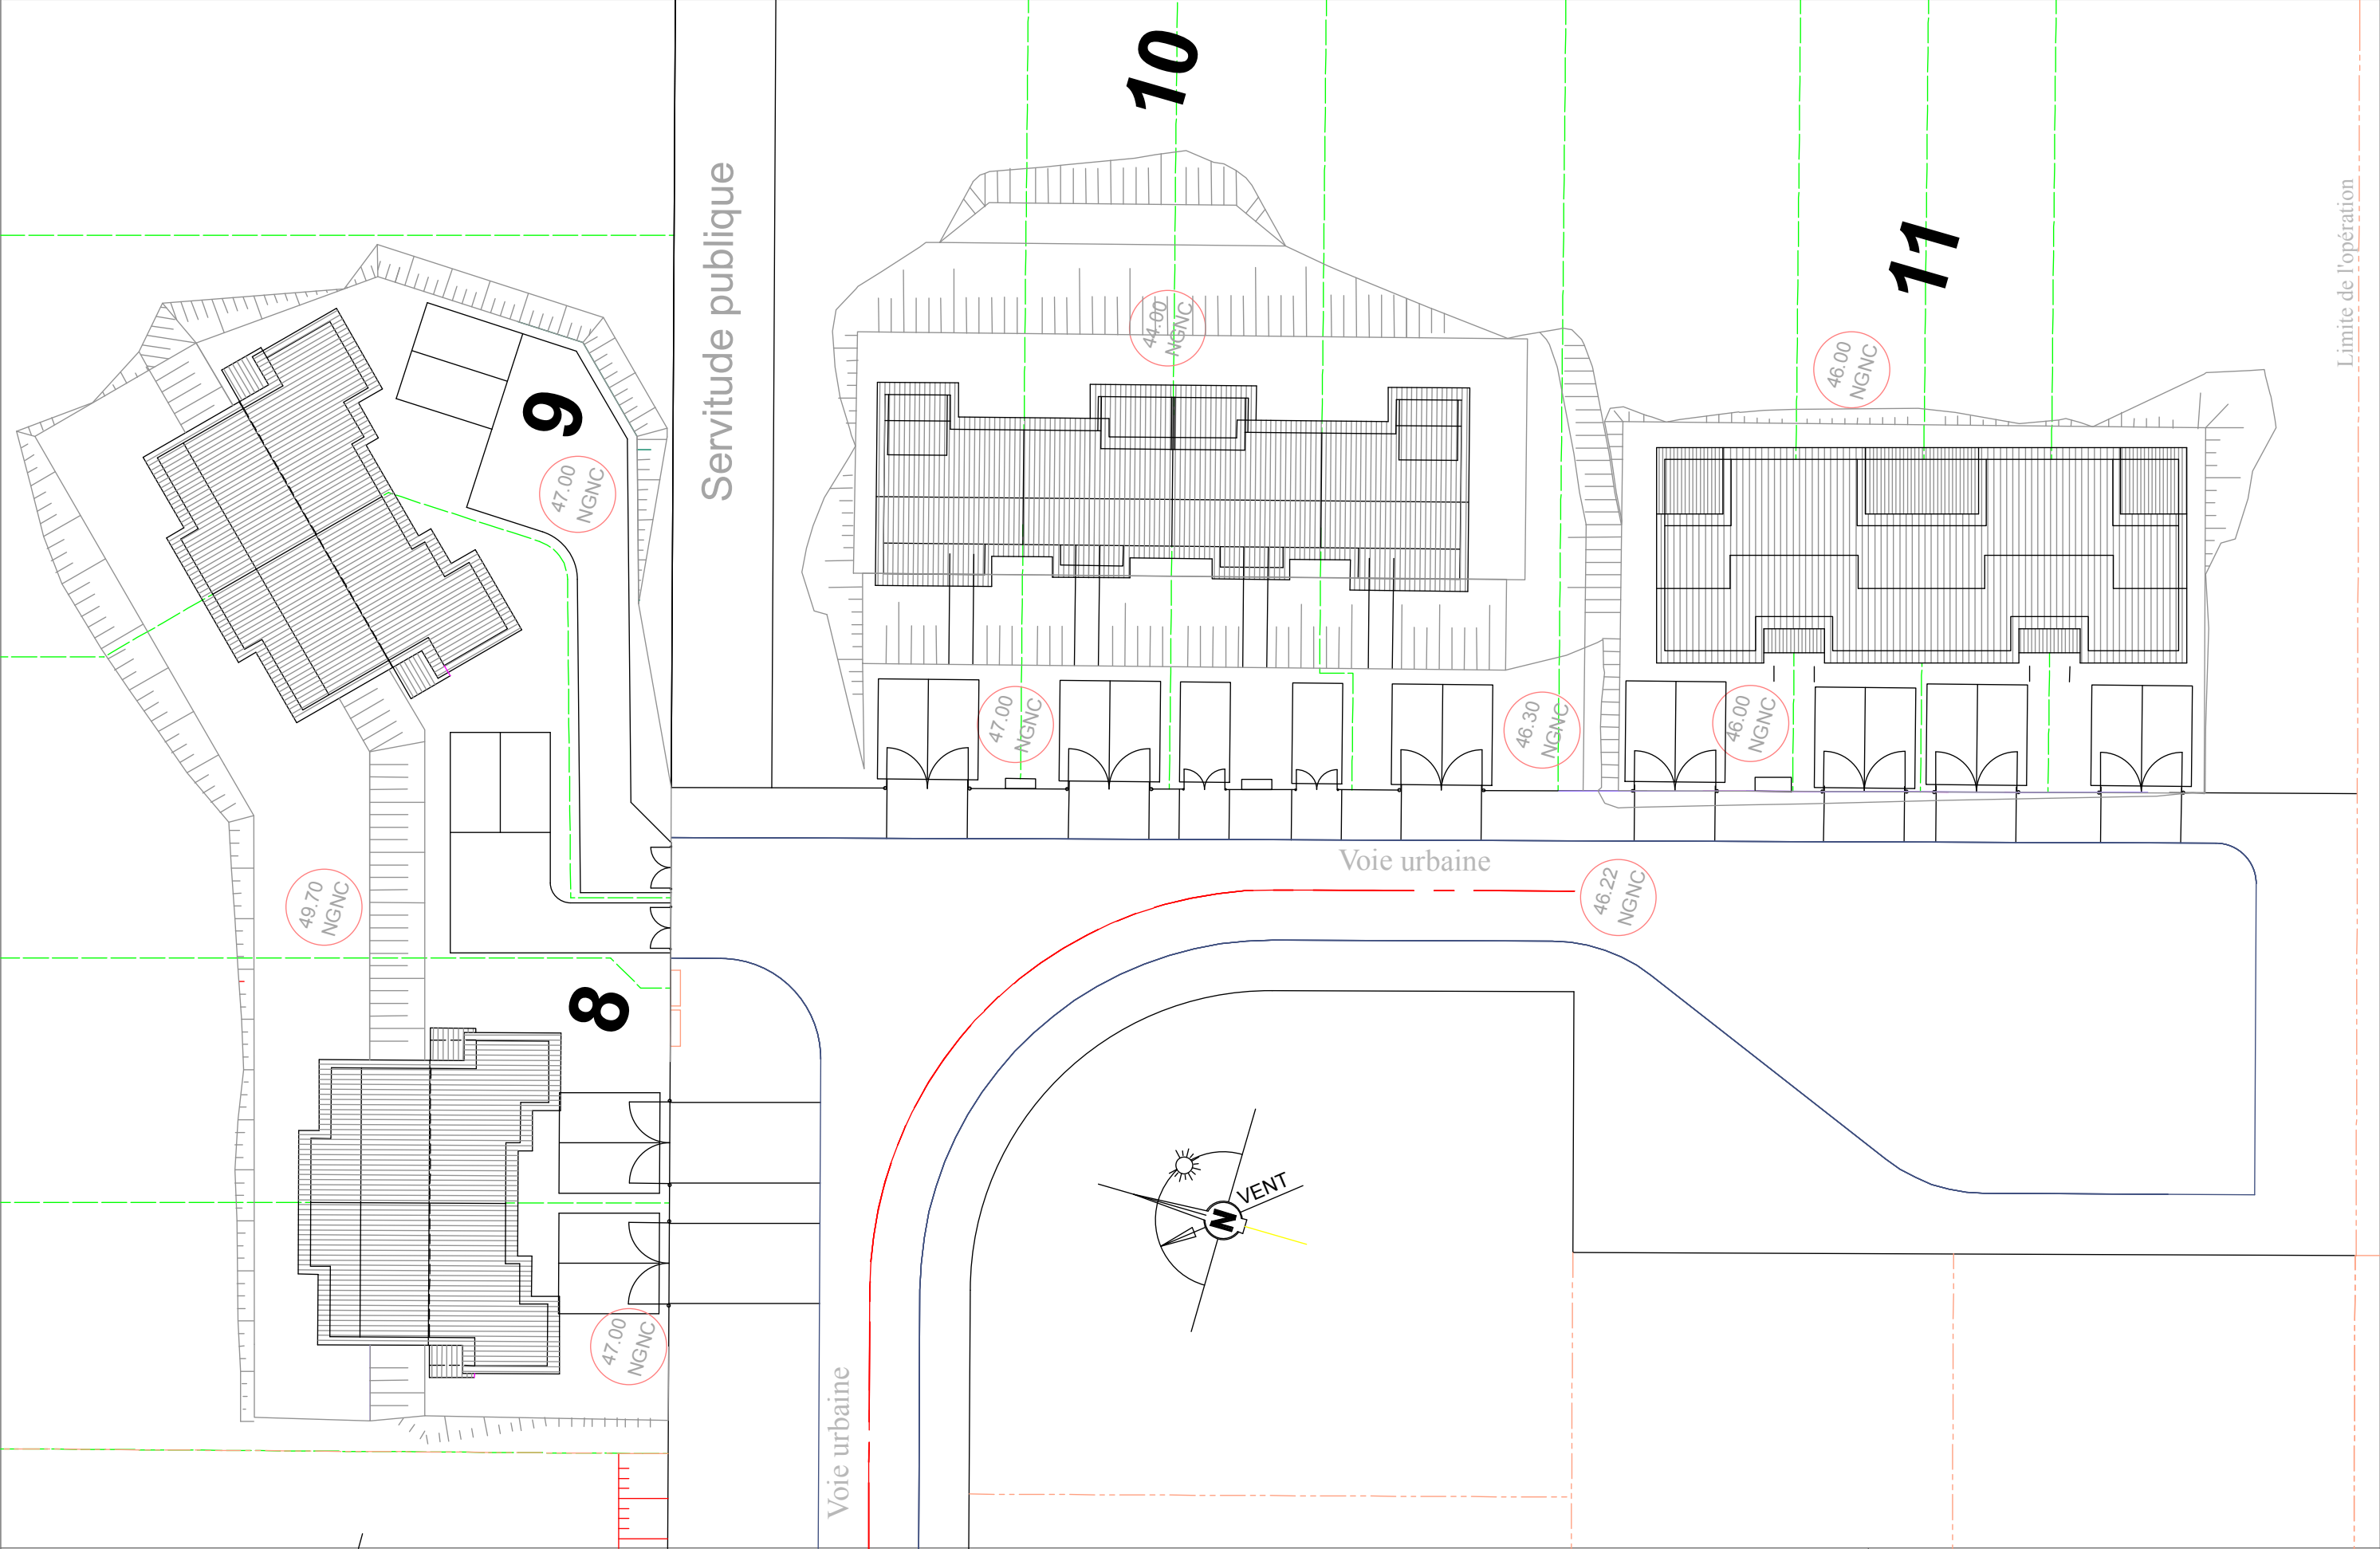 10
Servitude publique
11
Limite de l'opération
44.00
NGNC
46.00
NGNC
9
47.00
NGNC
47.00
NGNC
46.30
NGNC
46.00
NGNC
Voie urbaine
49.70
NGNC
46.22
NGNC
8
VENT
N
47.00
NGNC
Voie urbaine